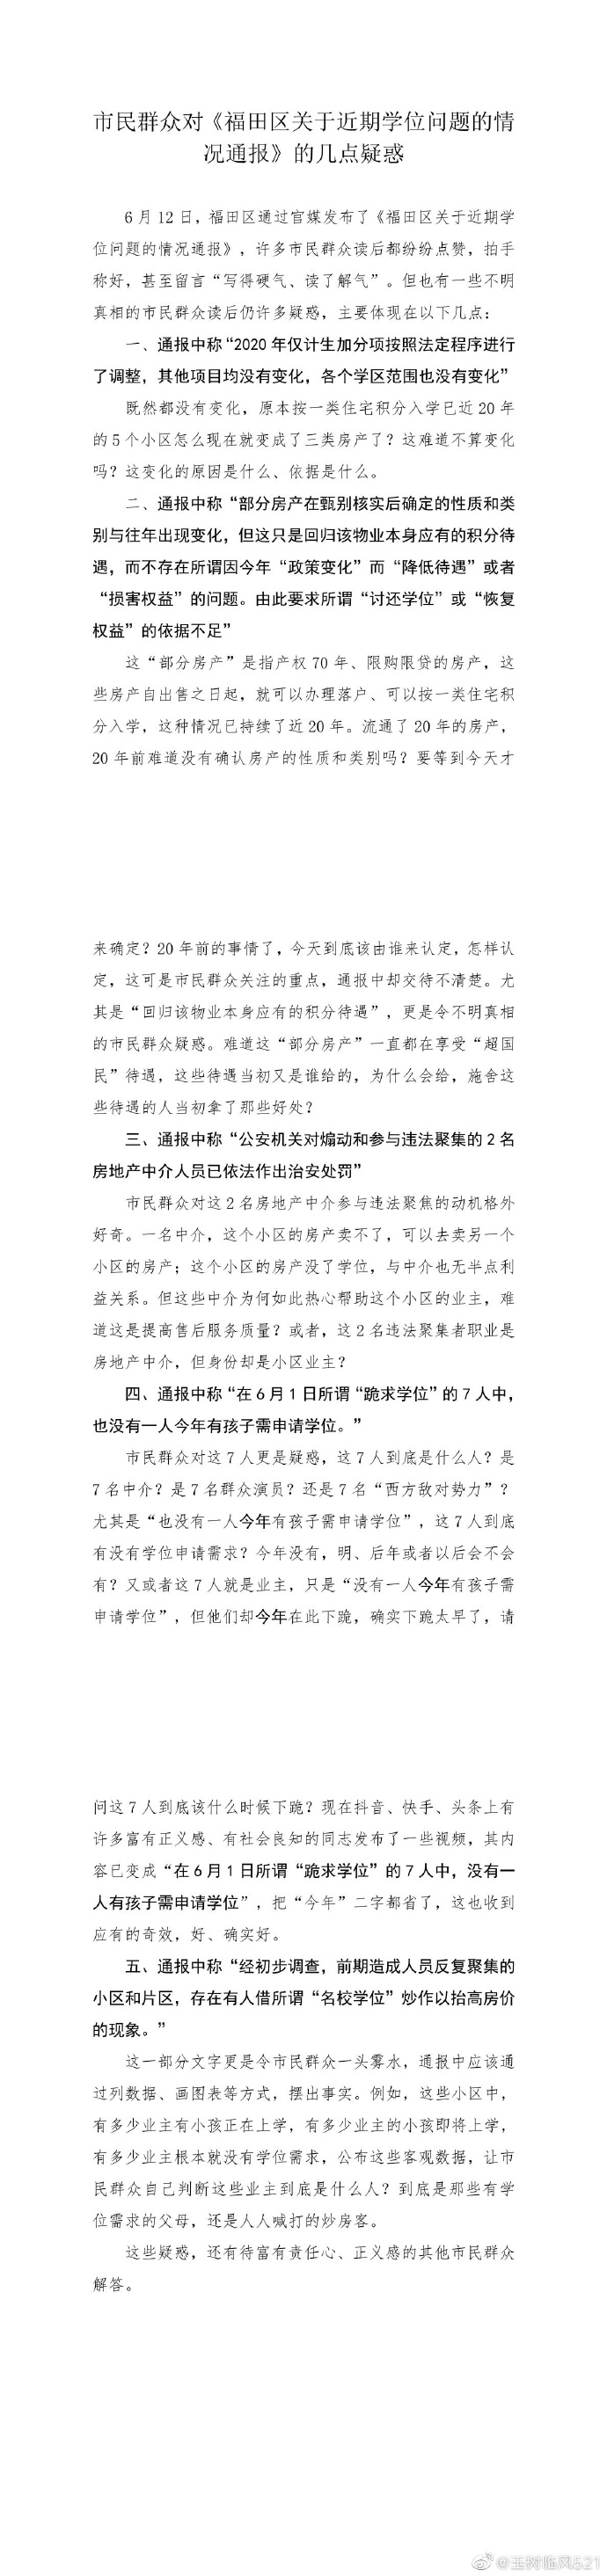 市民群众对《福田区关于近期学位问题的情
况通报》的几点疑惑
6 月 12 日，福田区通过官媒发布了《福田区关于近期学
位问题的情况通报》，许多市民群众读后都纷纷点赞，拍手
称好，甚至留言“写得硬气、读了解气”。但也有一些不明
真相的市民群众读后仍许多疑惑，主要体现在以下几点：
一、通报中称“2020 年仅计生加分项按照法定程序进行
了调整，其他项目均没有变化，各个学区范围也没有变化”
既然都没有变化，原本按一类住宅积分入学已近 20 年
的 5 个小区怎么现在就变成了三类房产了？这难道不算变化
吗？这变化的原因是什么、依据是什么。
二、通报中称“部分房产在甄别核实后确定的性质和类
别与往年出现变化，但这只是回归该物业本身应有的积分待
遇，而不存在所谓因今年“政策变化”而“降低待遇”或者
“损害权益”的问题。由此要求所谓“讨还学位”或“恢复
权益”的依据不足”
这“部分房产”是指产权 70 年、限购限贷的房产，这
些房产自出售之日起，就可以办理落户、可以按一类住宅积
分入学，这种情况已持续了近 20 年。流通了 20 年的房产，
20 年前难道没有确认房产的性质和类别吗？要等到今天才
来确定？20 年前的事情了，今天到底该由谁来认定，怎样认
定，这可是市民群众关注的重点，通报中却交待不清楚。尤
其是“回归该物业本身应有的积分待遇”，更是令不明真相
的市民群众疑惑。难道这“部分房产”一直都在享受“超国
民”待遇，这些待遇当初又是谁给的，为什么会给，施舍这
些待遇的人当初拿了那些好处？
三、通报中称“公安机关对煽动和参与违法聚集的 2 名
房地产中介人员已依法作出治安处罚”
市民群众对这 2 名房地产中介参与违法聚焦的动机格外
好奇。一名中介，这个小区的房产卖不了，可以去卖另一个
小区的房产；这个小区的房产没了学位，与中介也无半点利
益关系。但这些中介为何如此热心帮助这个小区的业主，难
道这是提高售后服务质量？或者，这 2 名违法聚集者职业是
房地产中介，但身份却是小区业主？
四、通报中称“在 6 月 1 日所谓“跪求学位”的 7 人中，
也没有一人今年有孩子需申请学位。”
市民群众对这 7 人更是疑惑，这 7 人到底是什么人？是
7 名中介？是 7 名群众演员？还是 7 名“西方敌对势力”？
尤其是“也没有一人今年有孩子需申请学位”，这 7 人到底
有没有学位申请需求？今年没有，明、后年或者以后会不会
有？又或者这 7 人就是业主，只是“没有一人今年有孩子需
申请学位”，但他们却今年在此下跪，确实下跪太早了，请
问这 7 人到底该什么时候下跪？现在抖音、快手、头条上有
许多富有正义感、有社会良知的同志发布了一些视频，其内
容已变成“在 6 月 1 日所谓“跪求学位”的 7 人中，没有一
人有孩子需申请学位”，把“今年”二字都省了，这也收到
应有的奇效，好、确实好。
五、通报中称“经初步调查，前期造成人员反复聚集的
小区和片区，存在有人借所谓“名校学位”炒作以抬高房价
的现象。”
这一部分文字更是令市民群众一头雾水，通报中应该通
过列数据、画图表等方式，摆出事实。例如，这些小区中，
有多少业主有小孩正在上学，有多少业主的小孩即将上学，
有多少业主根本就没有学位需求，公布这些客观数据，让市
民群众自己判断这些业主到底是什么人？到底是那些有学
位需求的父母，还是人人喊打的炒房客。
这些疑惑，还有待富有责任心、正义感的其他市民群众
解答。
@玉树临风521